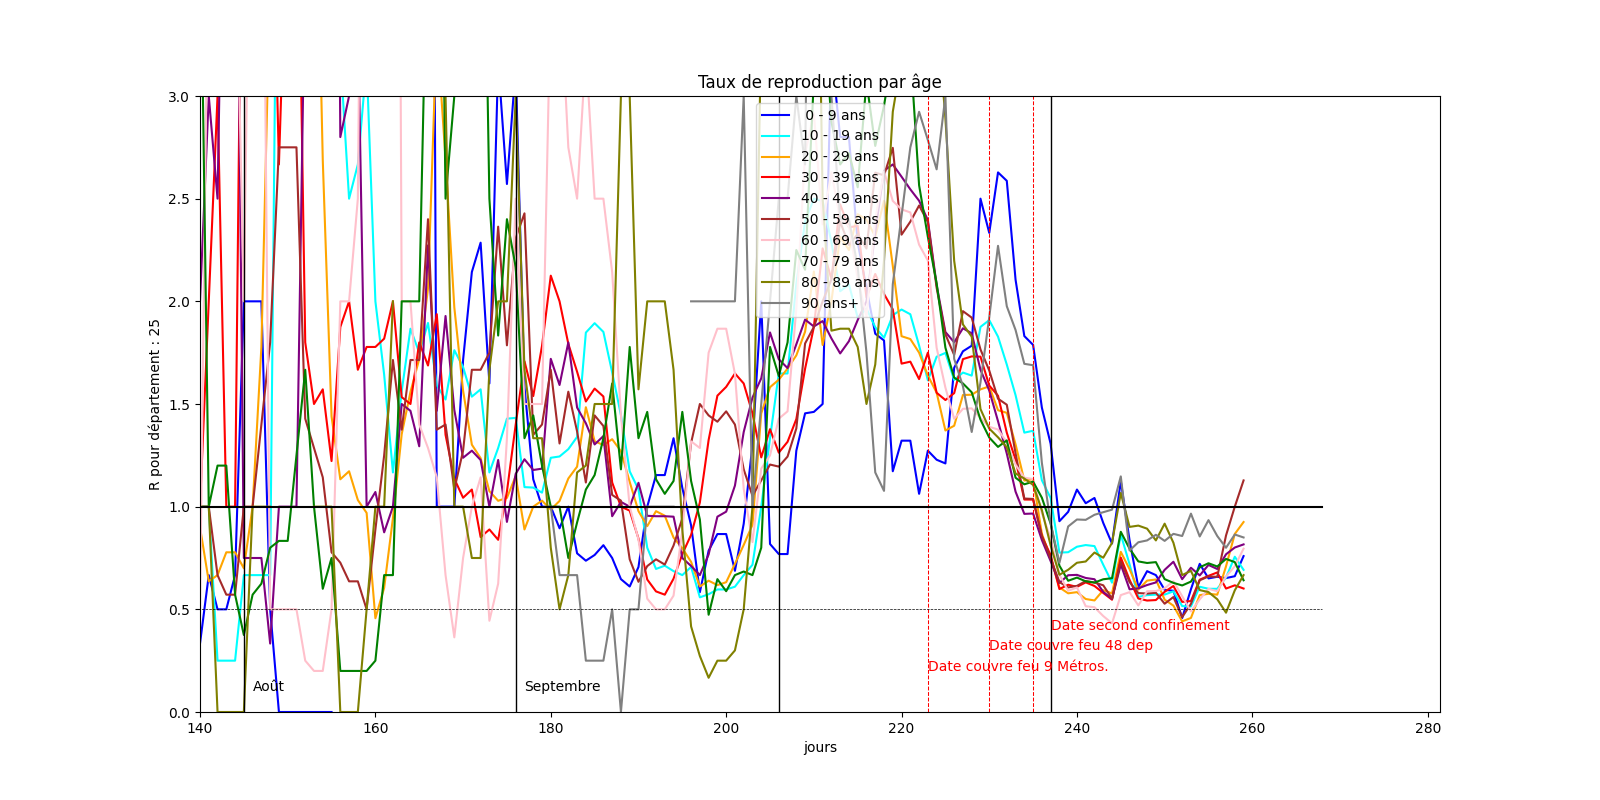 Taux de reproduction par âge
R pour département : 25
3.0
2.5
2.0
1.5
1.0
0.5
0.0
0 - 9 ans
10 - 19 ans
20 - 29 ans
30 - 39 ans
40 - 49 ans
50 - 59 ans
60 - 69 ans
70 - 79 ans
80 - 89 ans
90 ans+
Date second confinement
Date couvre feu 48 dep
Date couvre feu 9 Métros.
Août
Septembre
140 160 180 200 220 240 260 280
jours